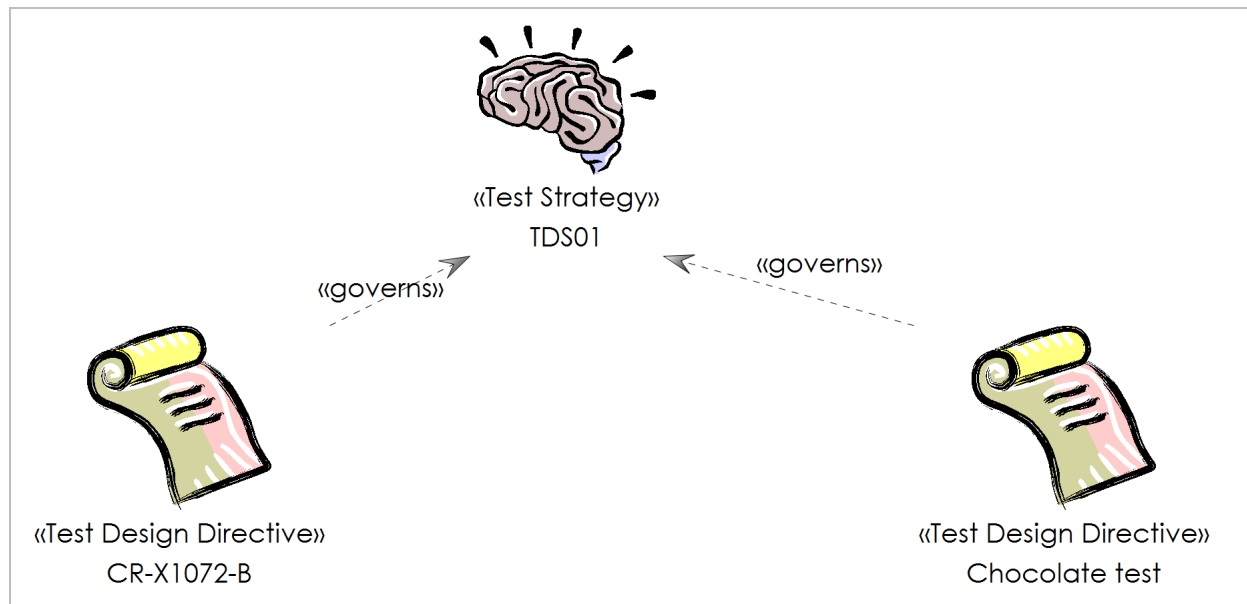 «Test Strategy»
TDS01
«governs»
«governs»
«Test Design Directive»
CR-X1072-B
«Test Design Directive»
Chocolate test